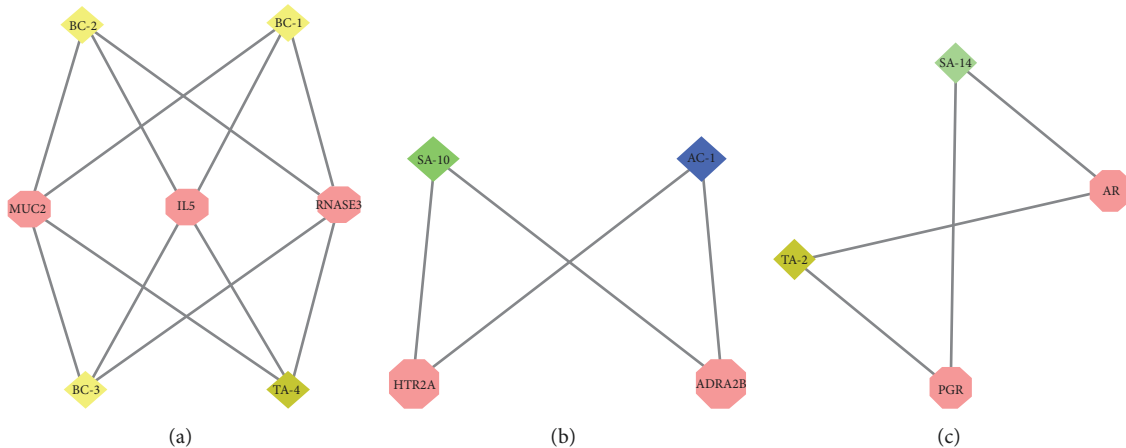 BC-2
BC-1
MUC2
IL5
RNASE3
BC-3
TA-4
(a)
SA-10
AC-1
HTR2A
ADRA2B
(b)
SA-14
AR
TA-2
PGR
(c)